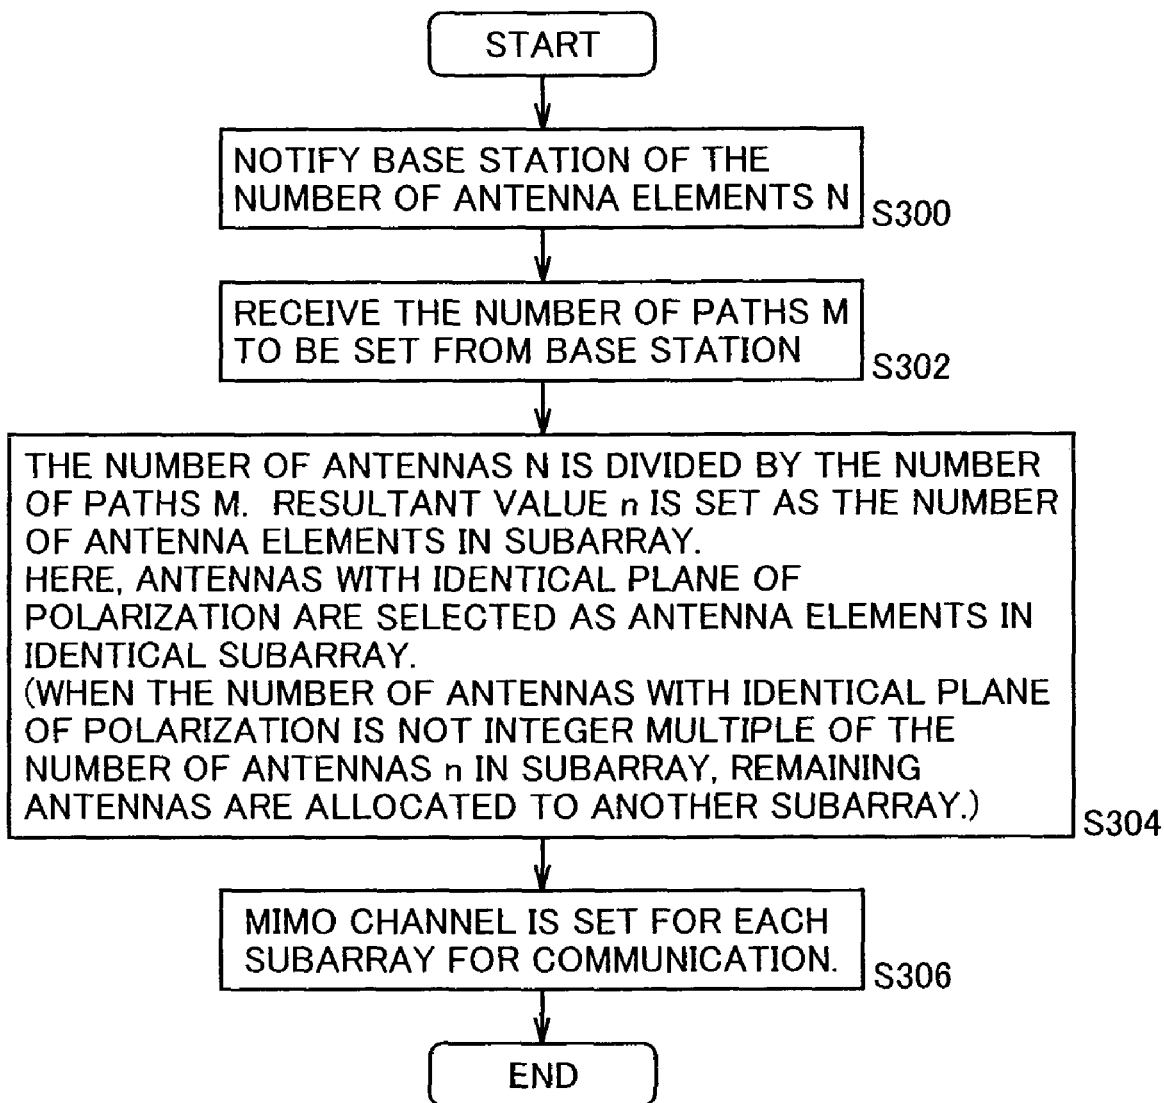 START
NOTIFY BASE STATION OF THE
NUMBER OF ANTENNA ELEMENTS N
S300
RECEIVE THE NUMBER OF PATHS M
TO BE SET FROM BASE STATION
S302
THE NUMBER OF ANTENNAS N IS DIVIDED BY THE NUMBER
OF PATHS M. RESULTANT VALUE n IS SET AS THE NUMBER
OF ANTENNA ELEMENTS IN SUBARRAY.
HERE, ANTENNAS WITH IDENTICAL PLANE OF
POLARIZATION ARE SELECTED AS ANTENNA ELEMENTS IN
IDENTICAL SUBARRAY.
(WHEN THE NUMBER OF ANTENNAS WITH IDENTICAL PLANE
OF POLARIZATION IS NOT INTEGER MULTIPLE OF THE
NUMBER OF ANTENNAS n IN SUBARRAY, REMAINING
ANTENNAS ARE ALLOCATED TO ANOTHER SUBARRAY.)
S304
MIMO CHANNEL IS SET FOR EACH
SUBARRAY FOR COMMUNICATION.
S306
END